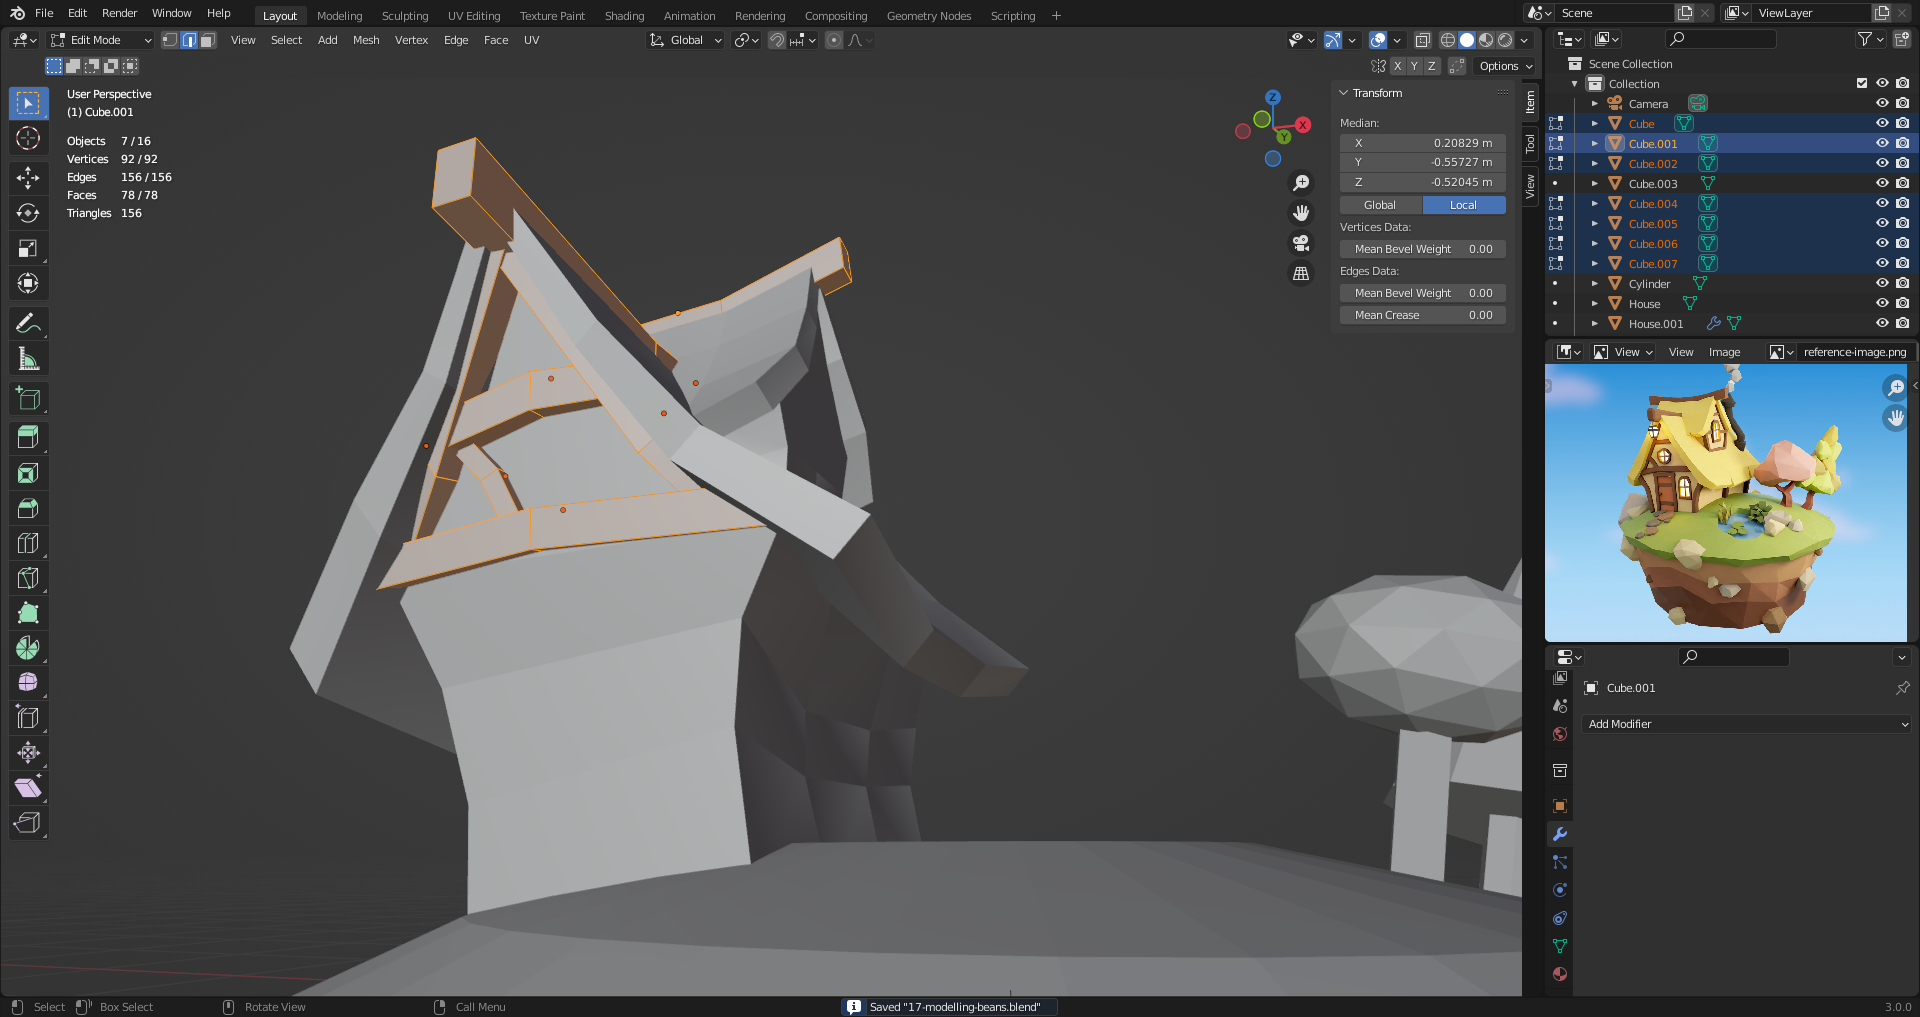 File Edit Render Window Help Layout Modeling Sculpting UV Editing Texture Paint Shading Animation Rendering Compositing Geometry Nodes Scripting + Scene ViewLayer
Edit Mode View Select Add Mesh Vertex Edge Face UV Global
X Y Z Options
User Perspective
(1) Cube.001
Objects 7 / 16
Vertices 92 / 92
Edges 156 / 156
Faces 78 / 78
Triangles 156
Z
X
Y
Transform
Median:
X 0.20829 m
Y -0.55727 m
Z -0.52045 m
Global Local
Vertices Data:
Mean Bevel Weight 0.00
Edges Data:
Mean Bevel Weight 0.00
Mean Crease 0.00
Item
Tool
View
Scene Collection
Collection
Camera
Cube
Cube.001
Cube.002
Cube.003
Cube.004
Cube.005
Cube.006
Cube.007
Cylinder
House
House.001
View View Image reference-image.png
Cube.001
Add Modifier
Select Box Select Rotate View Call Menu Saved "17-modelling-beans.blend" 3.0.0